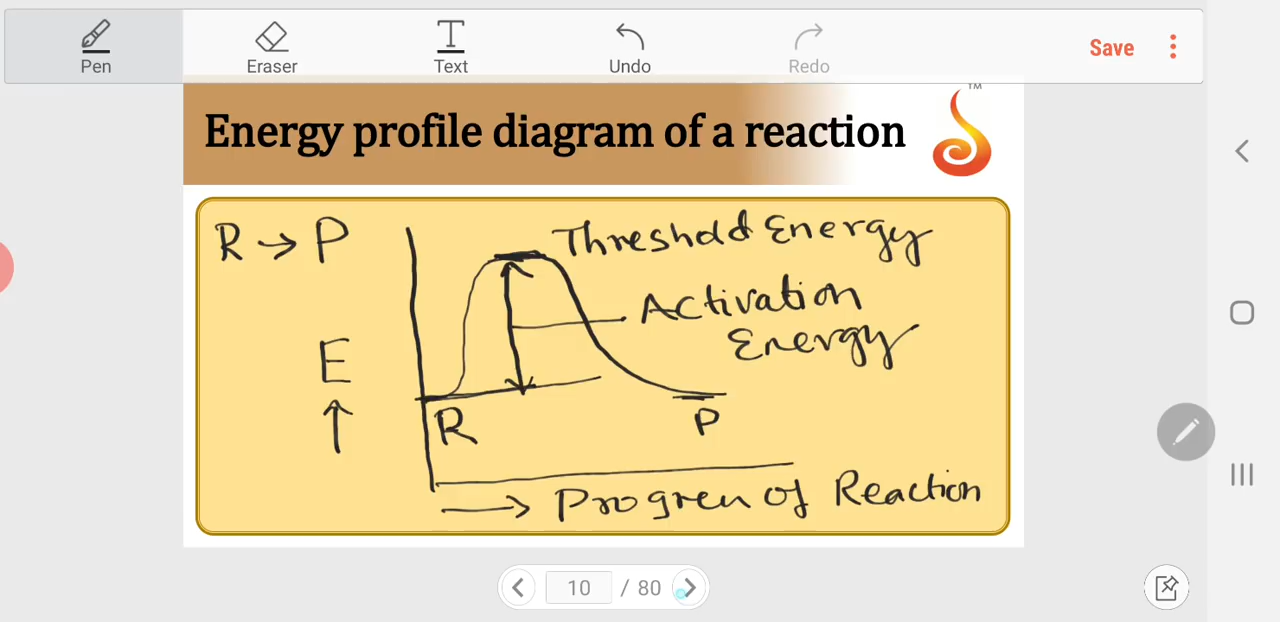 Pen
Eraser
Text
Undo
Redo
Save
TM
Energy profile diagram of a reaction
R → P
Threshold Energy
Activation
Energy
E
↑
R
P
→ Progress of Reaction
10 / 80